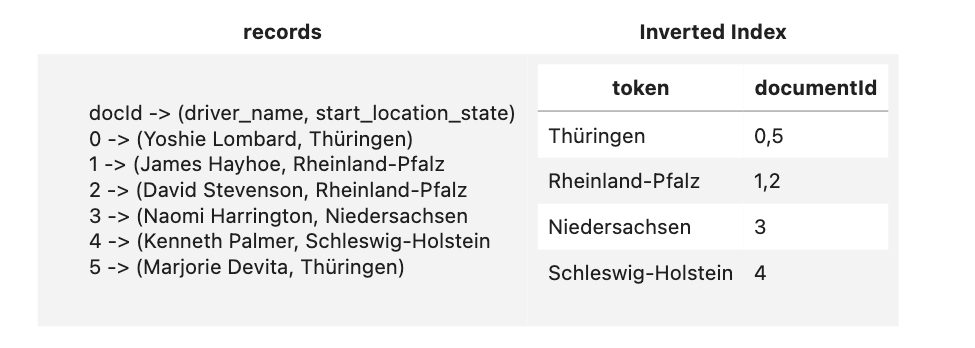 records
docId -> (driver_name, start_location_state)
0 -> (Yoshie Lombard, Thüringen)
1 -> (James Hayhoe, Rheinland-Pfalz
2 -> (David Stevenson, Rheinland-Pfalz
3 -> (Naomi Harrington, Niedersachsen
4 -> (Kenneth Palmer, Schleswig-Holstein
5 -> (Marjorie Devita, Thüringen)
Inverted Index
token documentId
Thüringen 0,5
Rheinland-Pfalz 1,2
Niedersachsen 3
Schleswig-Holstein 4